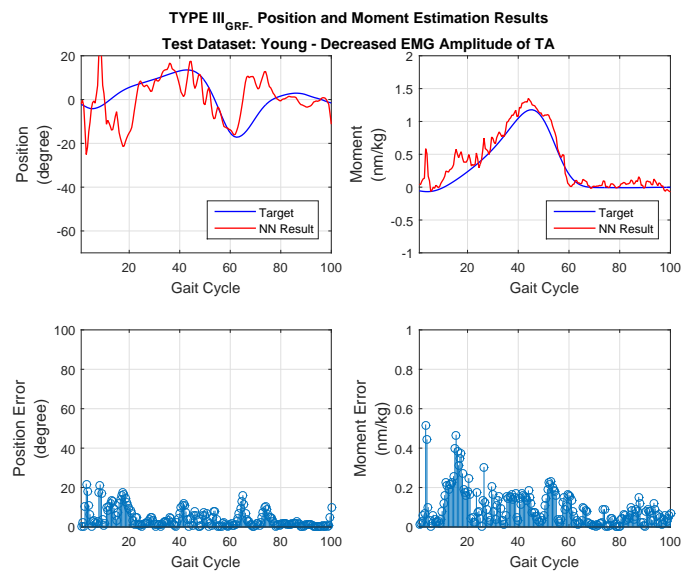 TYPE III GRF- Position and Moment Estimation Results
Test Dataset: Young - Decreased EMG Amplitude of TA
Position
(degree)
20
0
-20
-40
-60
Target
NN Result
20
40
60
80
100
Gait Cycle
Moment
(nm/kg)
2
1.5
1
0.5
0
-0.5
-1
Target
NN Result
20
40
60
80
100
Gait Cycle
Position Error
(degree)
100
80
60
40
20
0
20
40
60
80
100
Gait Cycle
Moment Error
(nm/kg)
1
0.8
0.6
0.4
0.2
0
20
40
60
80
100
Gait Cycle